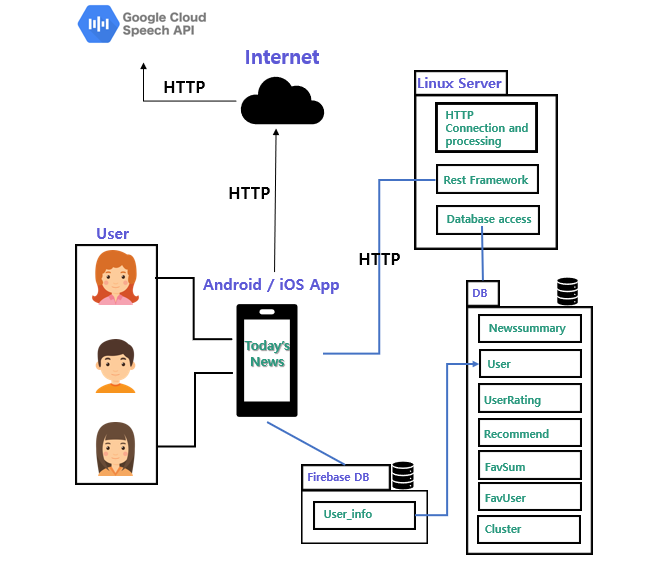 Google Cloud
Speech API
Internet
HTTP
HTTP
Linux Server
HTTP
Connection and
processing
Rest Framework
Database access
HTTP
User
Android / iOS App
Today's
News
DB
Newssummary
User
UserRating
Recommend
FavSum
FavUser
Cluster
Firebase DB
User_info